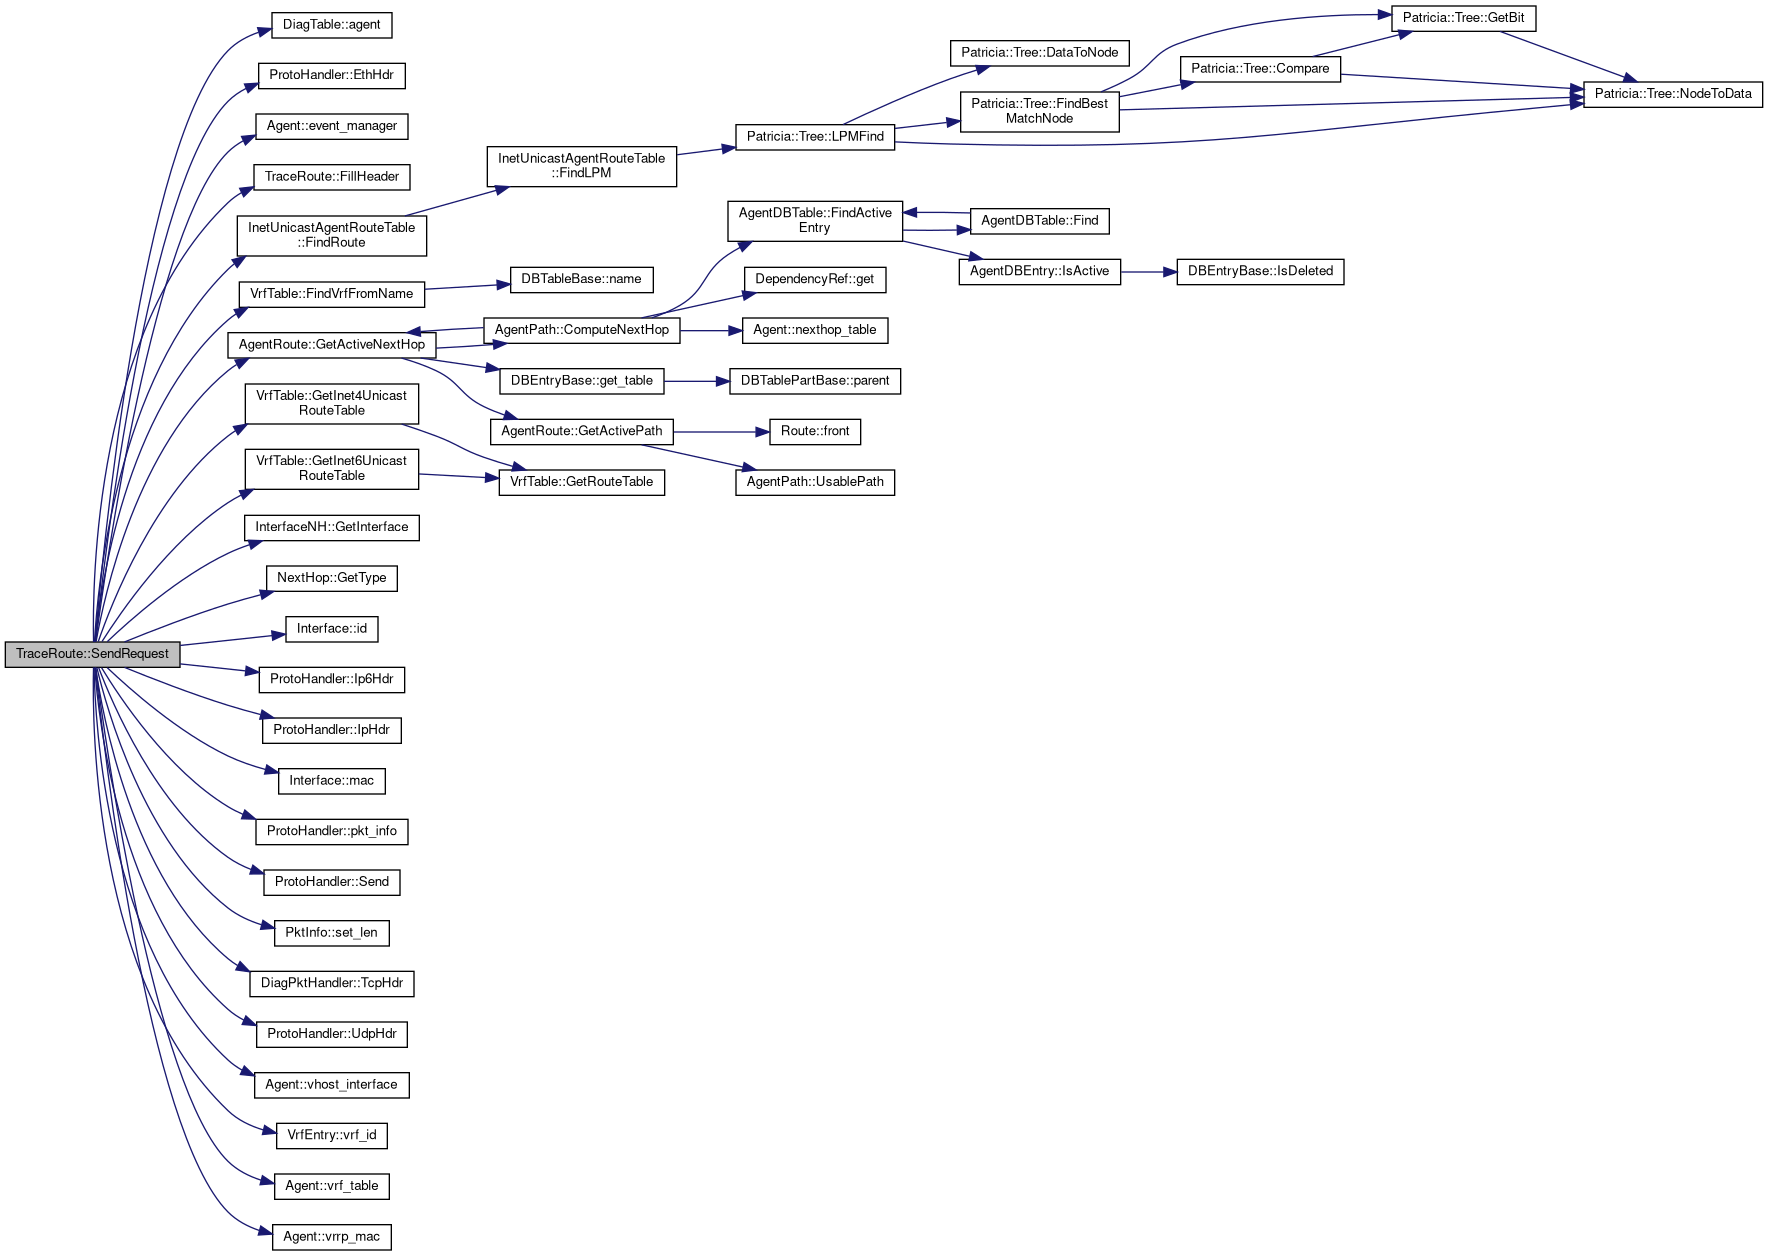 DiagTable::agent
ProtoHandler::EthHdr
Agent::event_manager
TraceRoute::FillHeader
InetUnicastAgentRouteTable
::FindRoute
VrfTable::FindVrfFromName
AgentRoute::GetActiveNextHop
VrfTable::GetInet4Unicast
RouteTable
VrfTable::GetInet6Unicast
RouteTable
InterfaceNH::GetInterface
NextHop::GetType
Interface::id
TraceRoute::SendRequest
ProtoHandler::Ip6Hdr
ProtoHandler::IpHdr
Interface::mac
ProtoHandler::pkt_info
ProtoHandler::Send
PktInfo::set_len
DiagPktHandler::TcpHdr
ProtoHandler::UdpHdr
Agent::vhost_interface
VrfEntry::vrf_id
Agent::vrf_table
Agent::vrrp_mac
InetUnicastAgentRouteTable
::FindLPM
DBTableBase::name
AgentPath::ComputeNextHop
DBEntryBase::get_table
AgentRoute::GetActivePath
VrfTable::GetRouteTable
Patricia::Tree::LPMFind
AgentDBTable::FindActive
Entry
DependencyRef::get
Agent::nexthop_table
DBTablePartBase::parent
Route::front
AgentPath::UsablePath
Patricia::Tree::DataToNode
Patricia::Tree::FindBest
MatchNode
AgentDBTable::Find
AgentDBEntry::IsActive
Patricia::Tree::Compare
DBEntryBase::IsDeleted
Patricia::Tree::GetBit
Patricia::Tree::NodeToData